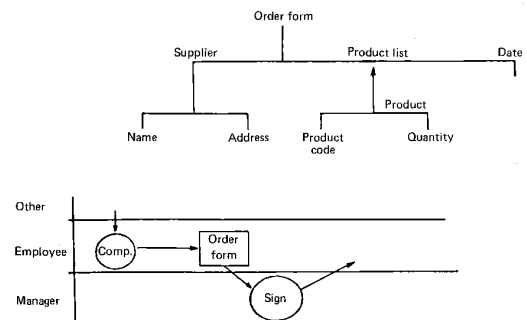 Order form
Supplier Product list Date
Product
Name Address Product code Quantity
Other
Employee Comp. Order form
Manager Sign